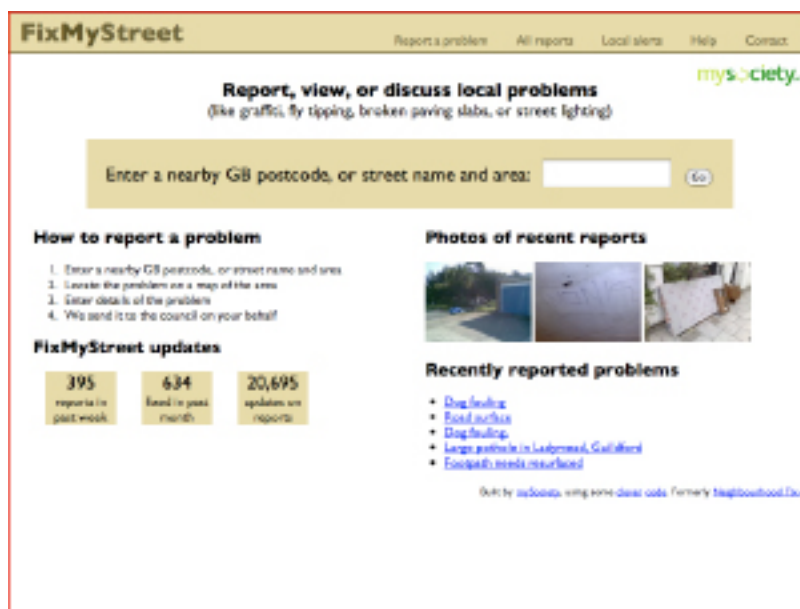 FixMyStreet
Report a problem All reports Local alerts Help Contact
mysociety.
Report, view, or discuss local problems
(like graffiti, fly tipping, broken paving slabs, or street lighting)
Enter a nearby GB postcode, or street name and area: Go
How to report a problem
1. Enter a nearby GB postcode, or street name and area
2. Locate the problem on a map of the area
3. Enter details of the problem
4. We send it to the council on your behalf
FixMyStreet updates
395
reports in
past week
634
fixed in past
month
20,695
updates on
reports
Photos of recent reports
Recently reported problems
• Dog fouling
• Road surface
• Dog fouling.
• Large pothole in Ladymead, Guildford
• Footpath needs resurfaced
Built by mySociety, using some clever code. Formerly Neighbourhood